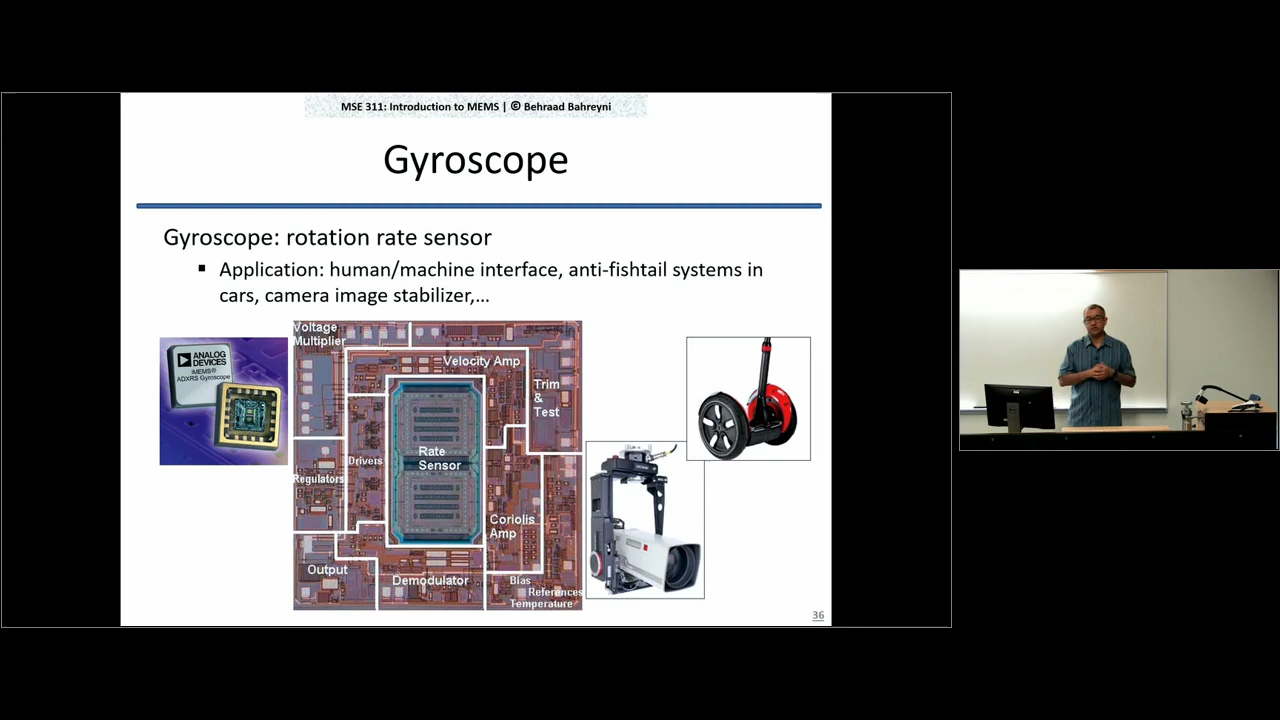 MSE 311: Introduction to MEMS | © Behraad Bahreyni
Gyroscope
Gyroscope: rotation rate sensor
▪ Application: human/machine interface, anti-fishtail systems in
cars, camera image stabilizer,...
ANALOG
DEVICES
iMEMS®
ADXRS Gyroscope
Voltage
Multiplier
Velocity Amp
Trim
&
Test
Rate
Sensor
Drivers
Regulators
Coriolis
Amp
Output
Demodulator
Bias
References
Temperature
36